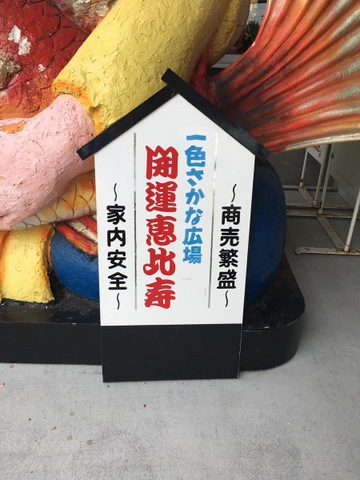 一色さかな広場
開運恵比寿
～商売繁盛～
～家内安全～